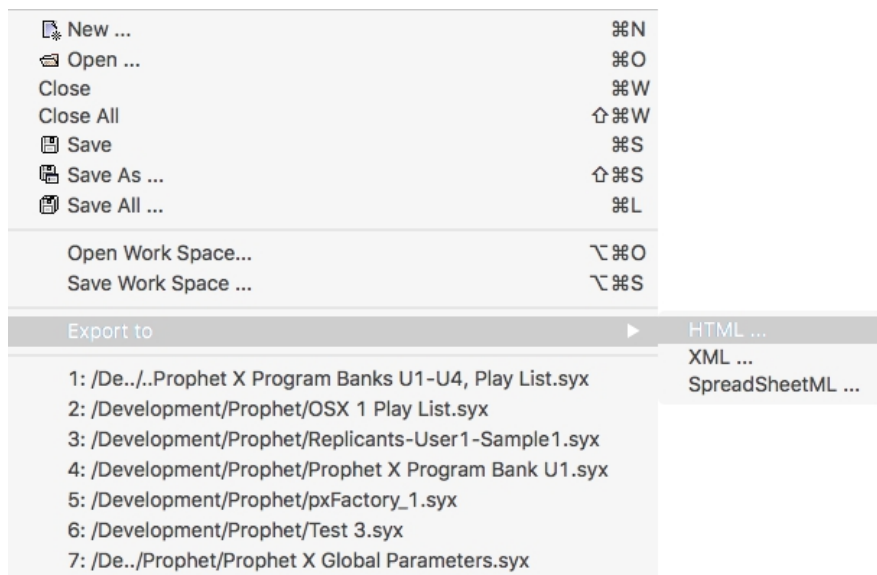 New ... ⌘N
Open ... ⌘O
Close ⌘W
Close All ⇧⌘W
Save ⌘S
Save As ... ⇧⌘S
Save All ... ⌘L
Open Work Space... ⌥⌘O
Save Work Space ... ⌥⌘S
Export to ▶ HTML ...
XML ...
SpreadSheetML ...
1: /De../..Prophet X Program Banks U1-U4, Play List.syx
2: /Development/Prophet/OSX 1 Play List.syx
3: /Development/Prophet/Replicants-User1-Sample1.syx
4: /Development/Prophet/Prophet X Program Bank U1.syx
5: /Development/Prophet/pxFactory_1.syx
6: /Development/Prophet/Test 3.syx
7: /De../Prophet/Prophet X Global Parameters.syx